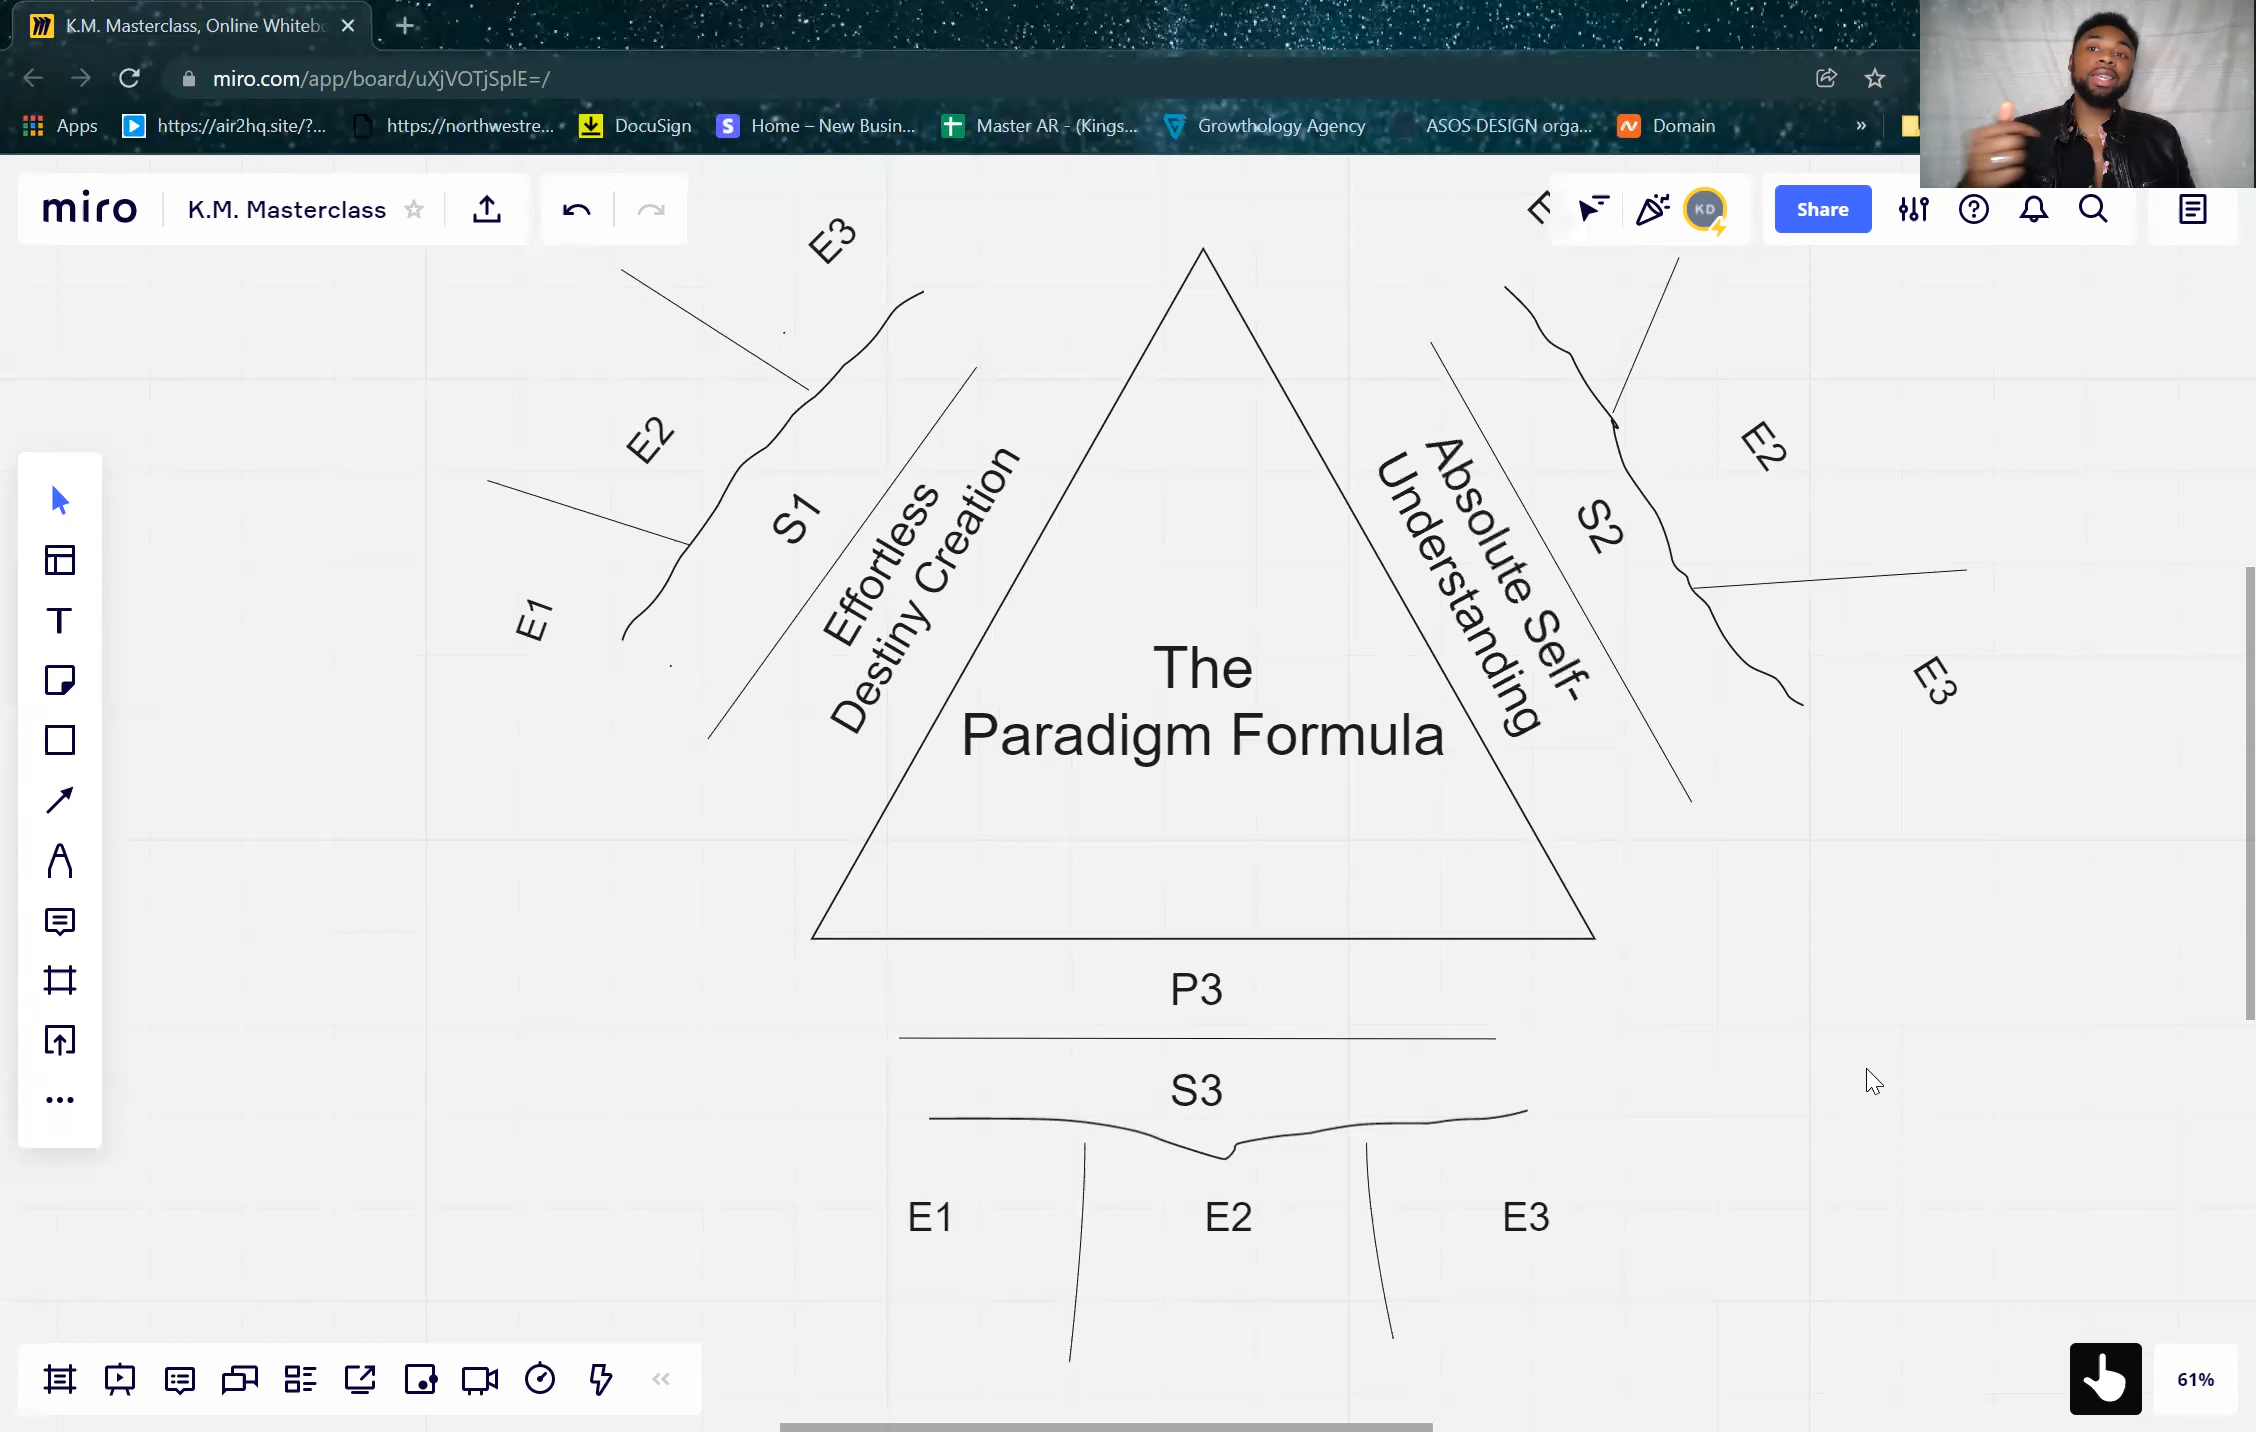 K.M. Masterclass, Online Whitebo
miro.com/app/board/uXjVOTjSplE=/
Apps
https://air2hq.site/?...
https://northwestre...
DocuSign
Home – New Busin...
Master AR - (Kings...
Growthology Agency
ASOS DESIGN orga...
Domain
»
miro
K.M. Masterclass
KD
Share
E3
E2
E1
S1
Effortless
Destiny Creation
The
Paradigm Formula
Absolute Self-
Understanding
S2
E2
E3
P3
S3
E1
E2
E3
61%